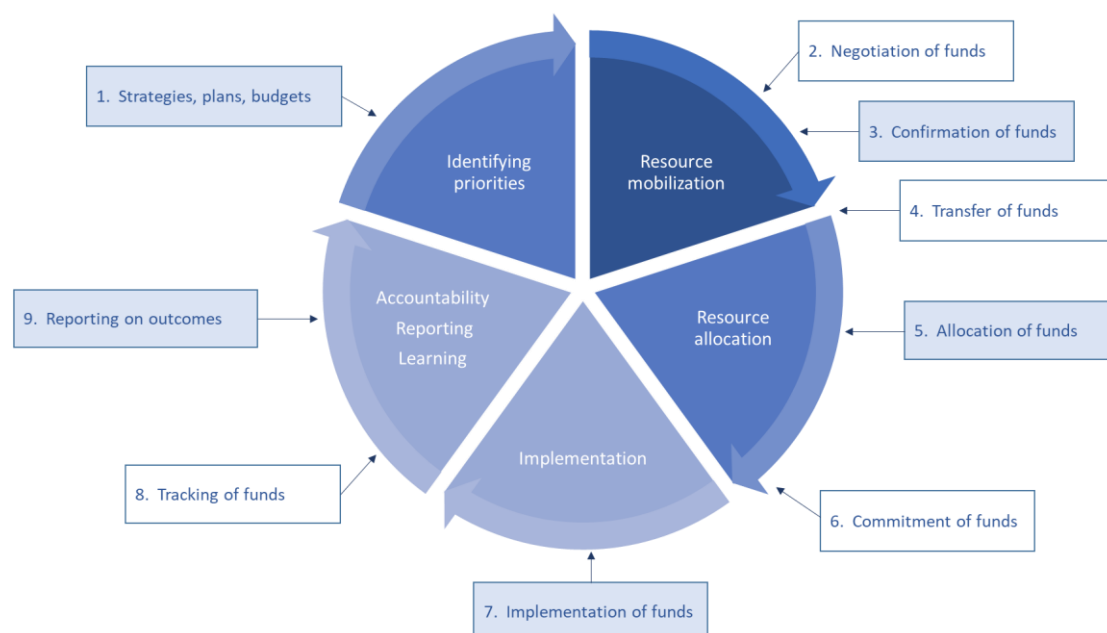 1. Strategies, plans, budgets
2. Negotiation of funds
3. Confirmation of funds
Identifying
priorities
Resource
mobilization
4. Transfer of funds
Accountability
Reporting
Learning
Resource
allocation
9. Reporting on outcomes
5. Allocation of funds
Implementation
8. Tracking of funds
6. Commitment of funds
7. Implementation of funds